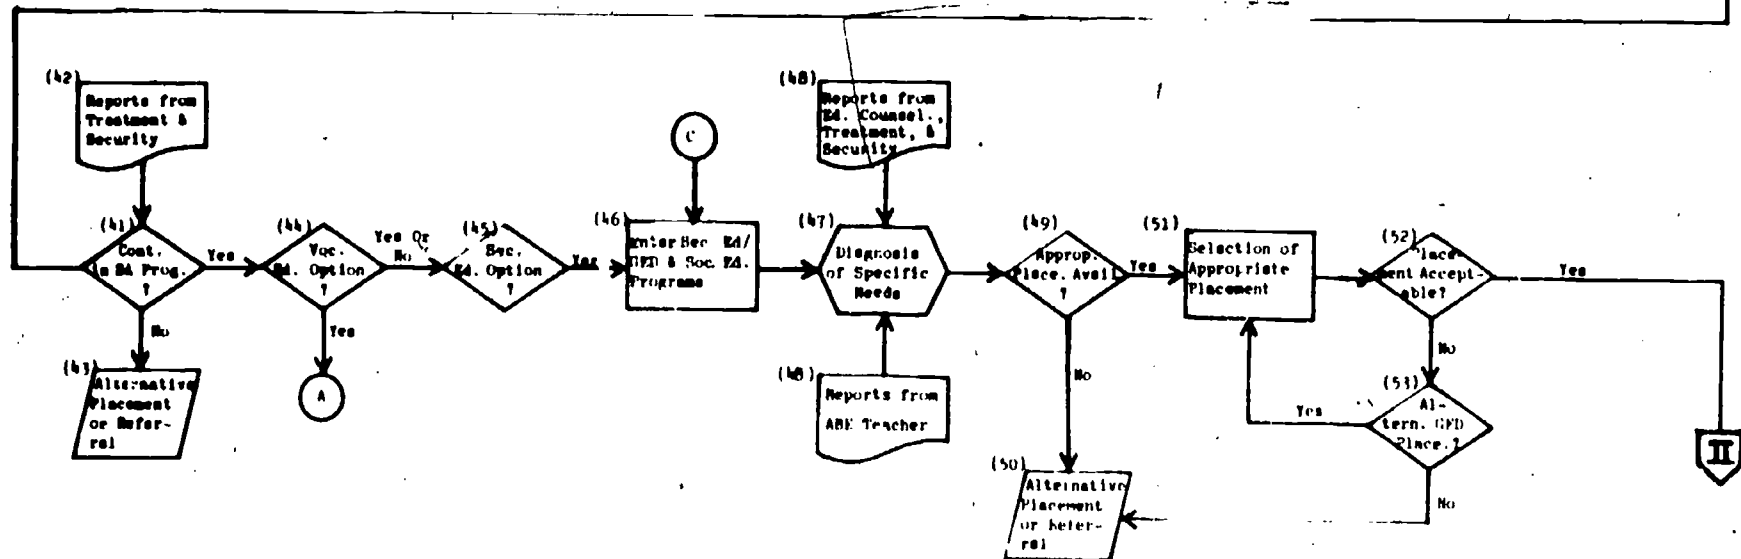 (42)
Reports from
Treatment &
Security
(41)
Cont.
in BA Prog.
?
Yes
No
(43)
Alternative
Placement
or Refer-
ral
(44)
Voc.
Ed. Option
?
Yes
A
Yes Or
No
(45)
Sec.
Ed. Option
?
Yes
C
(46)
Enter Sec. Ed/
GED & Soc. Ed.
Programs
(48)
Reports from
Ed. Counsel.,
Treatment, &
Security
(47)
Diagnosis
of Specific
Needs
(48)
Reports from
ABE Teacher
(49)
Approp.
Place. Avail
?
Yes
No
(50)
Alternative
Placement
or Refer-
ral
(51)
Selection of
Appropriate
Placement
(52)
Place-
ment Accept-
able?
Yes
No
(53)
Al-
tern. GED
Place.?
Yes
No
II